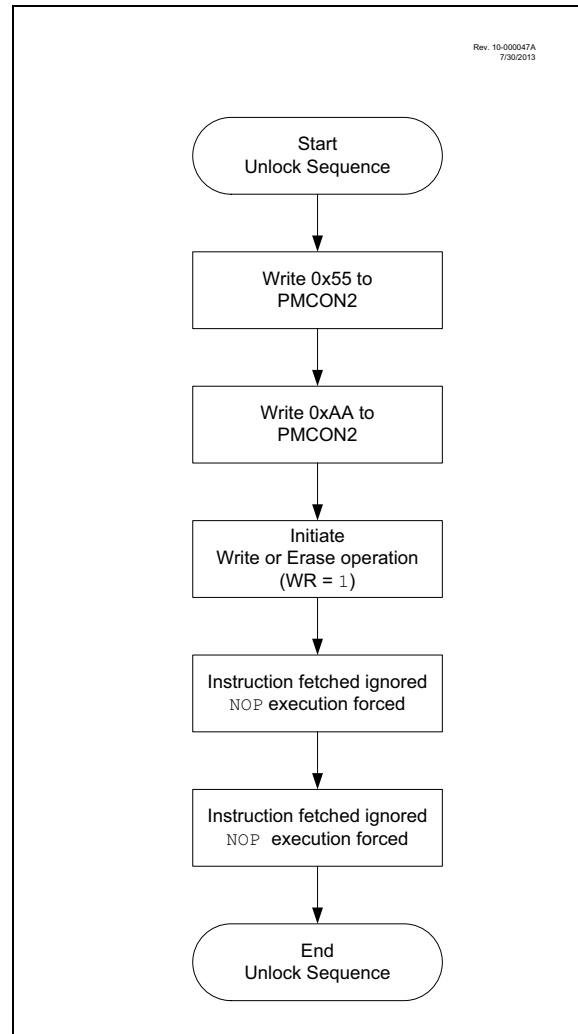 Rev. 10-000047A
7/30/2013
Start
Unlock Sequence
Write 0x55 to
PMCON2
Write 0xAA to
PMCON2
Initiate
Write or Erase operation
(WR = 1)
Instruction fetched ignored
NOP execution forced
Instruction fetched ignored
NOP execution forced
End
Unlock Sequence